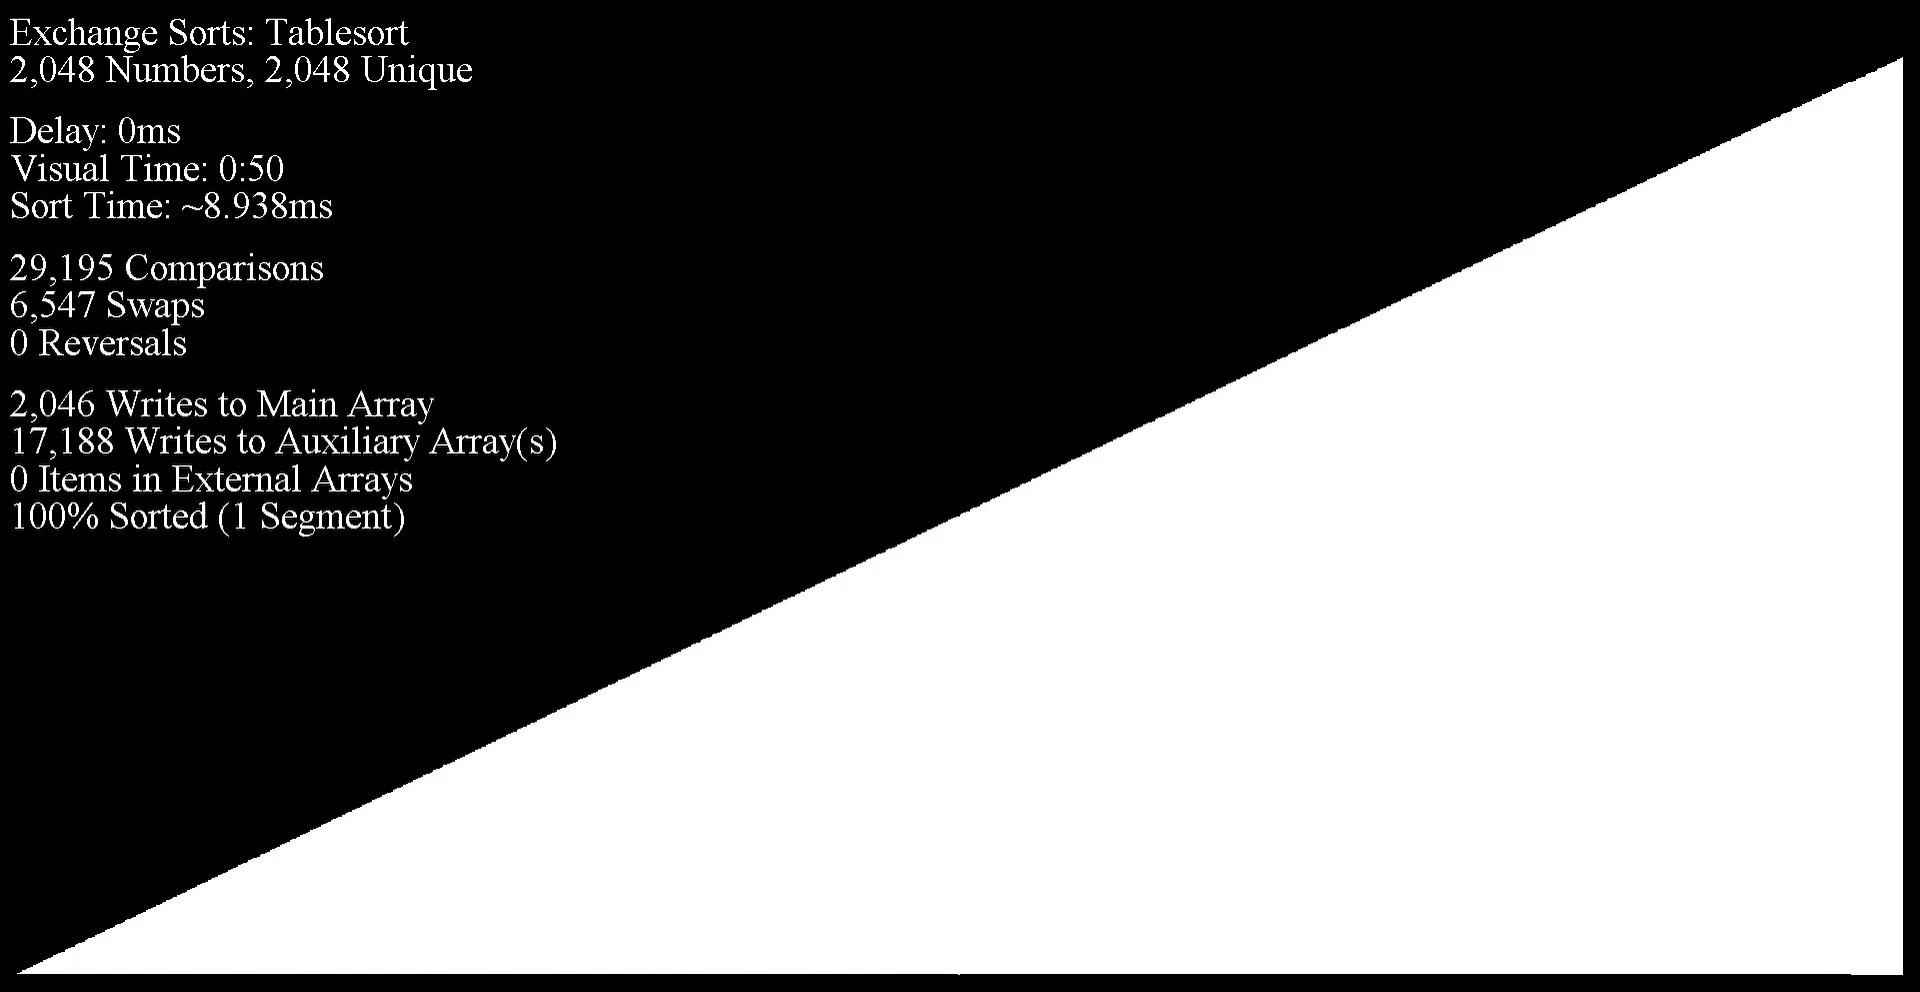 Exchange Sorts: Tablesort
2,048 Numbers, 2,048 Unique
Delay: 0ms
Visual Time: 0:50
Sort Time: ~8.938ms
29,195 Comparisons
6,547 Swaps
0 Reversals
2,046 Writes to Main Array
17,188 Writes to Auxiliary Array(s)
0 Items in External Arrays
100% Sorted (1 Segment)